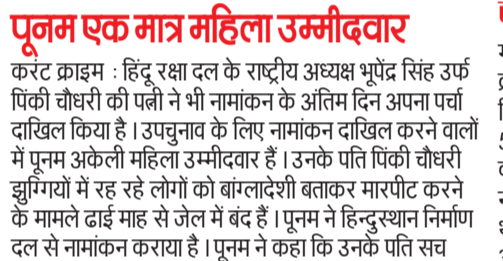 पूनम एक मात्र महिला उम्मीदवार
करंट क्राइम : हिंदू रक्षा दल के राष्ट्रीय अध्यक्ष भूपेंद्र सिंह उर्फ
पिंकी चौधरी की पत्नी ने भी नामांकन के अंतिम दिन अपना पर्चा
दाखिल किया है । उपचुनाव के लिए नामांकन दाखिल करने वालों
में पूनम अकेली महिला उम्मीदवार हैं । उनके पति पिंकी चौधरी
झुग्गियों में रह रहे लोगों को बांग्लादेशी बताकर मारपीट करने
के मामले ढाई माह से जेल में बंद हैं । पूनम ने हिन्दुस्थान निर्माण
दल से नामांकन कराया है । पूनम ने कहा कि उनके पति सच